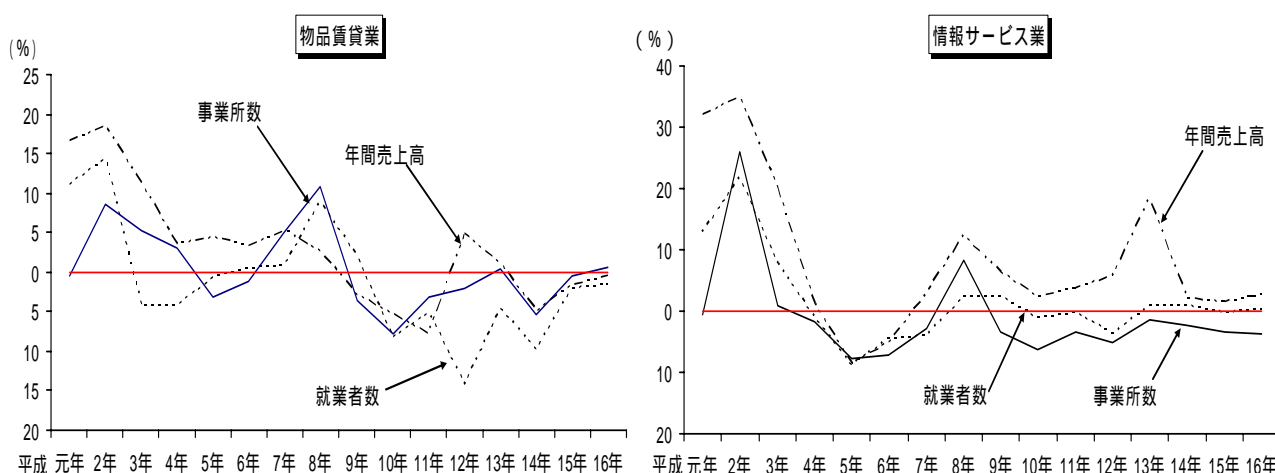 物品賃貸業
(%)
25
20
15
10
5
0
5
10
15
20
事業所数
年間売上高
就業者数
平成 元年 2年 3年 4年 5年 6年 7年 8年 9年 10年 11年 12年 13年 14年 15年 16年
情報サービス業
(%)
40
30
20
10
0
10
20
年間売上高
就業者数
事業所数
平成 元年 2年 3年 4年 5年 6年 7年 8年 9年 10年 11年 12年 13年 14年 15年 16年